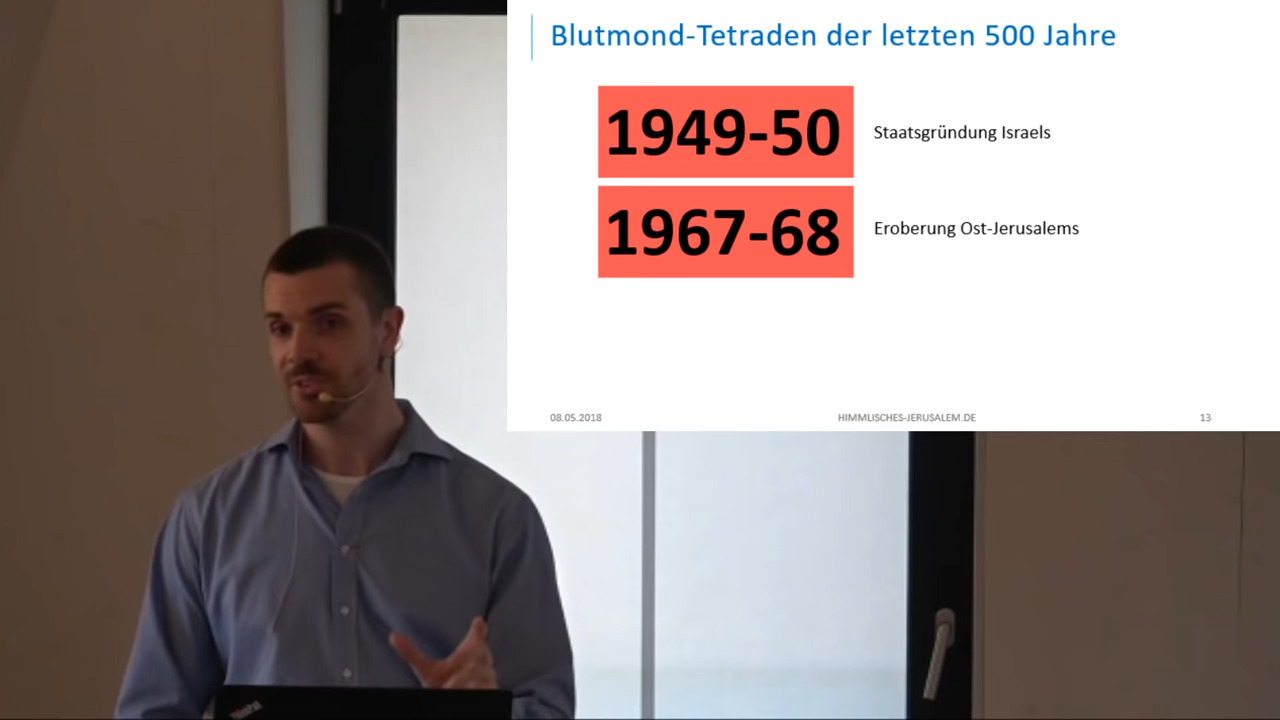 Blutmond-Tetraden der letzten 500 Jahre
1949-50
Staatsgründung Israels
1967-68
Eroberung Ost-Jerusalems
08.05.2018
HIMMLISCHES-JERUSALEM.DE
13
ThinkPad